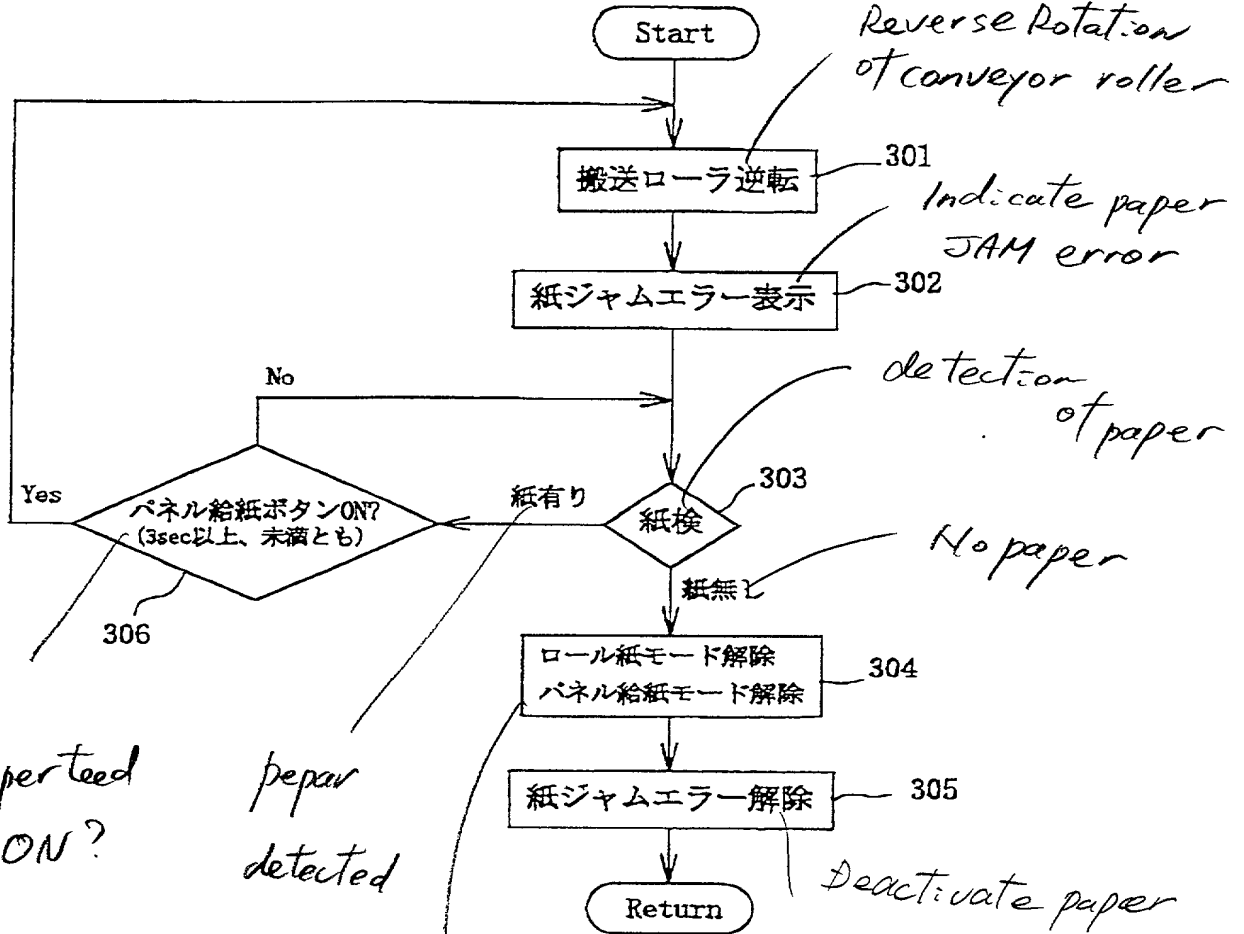 Start
Reverse Rotation
of conveyor roller
搬送ローラ逆転
301
Indicate paper
JAM error
紙ジャムエラー表示
302
No
detection
of paper
Yes
パネル給紙ボタンON?
(3sec以上、未満とも)
306
紙有り
紙検
303
No paper
紙無し
ロール紙モード解除
パネル給紙モード解除
304
per feed
ON?
pepar
detected
紙ジャムエラー解除
305
Deactivate paper
Return